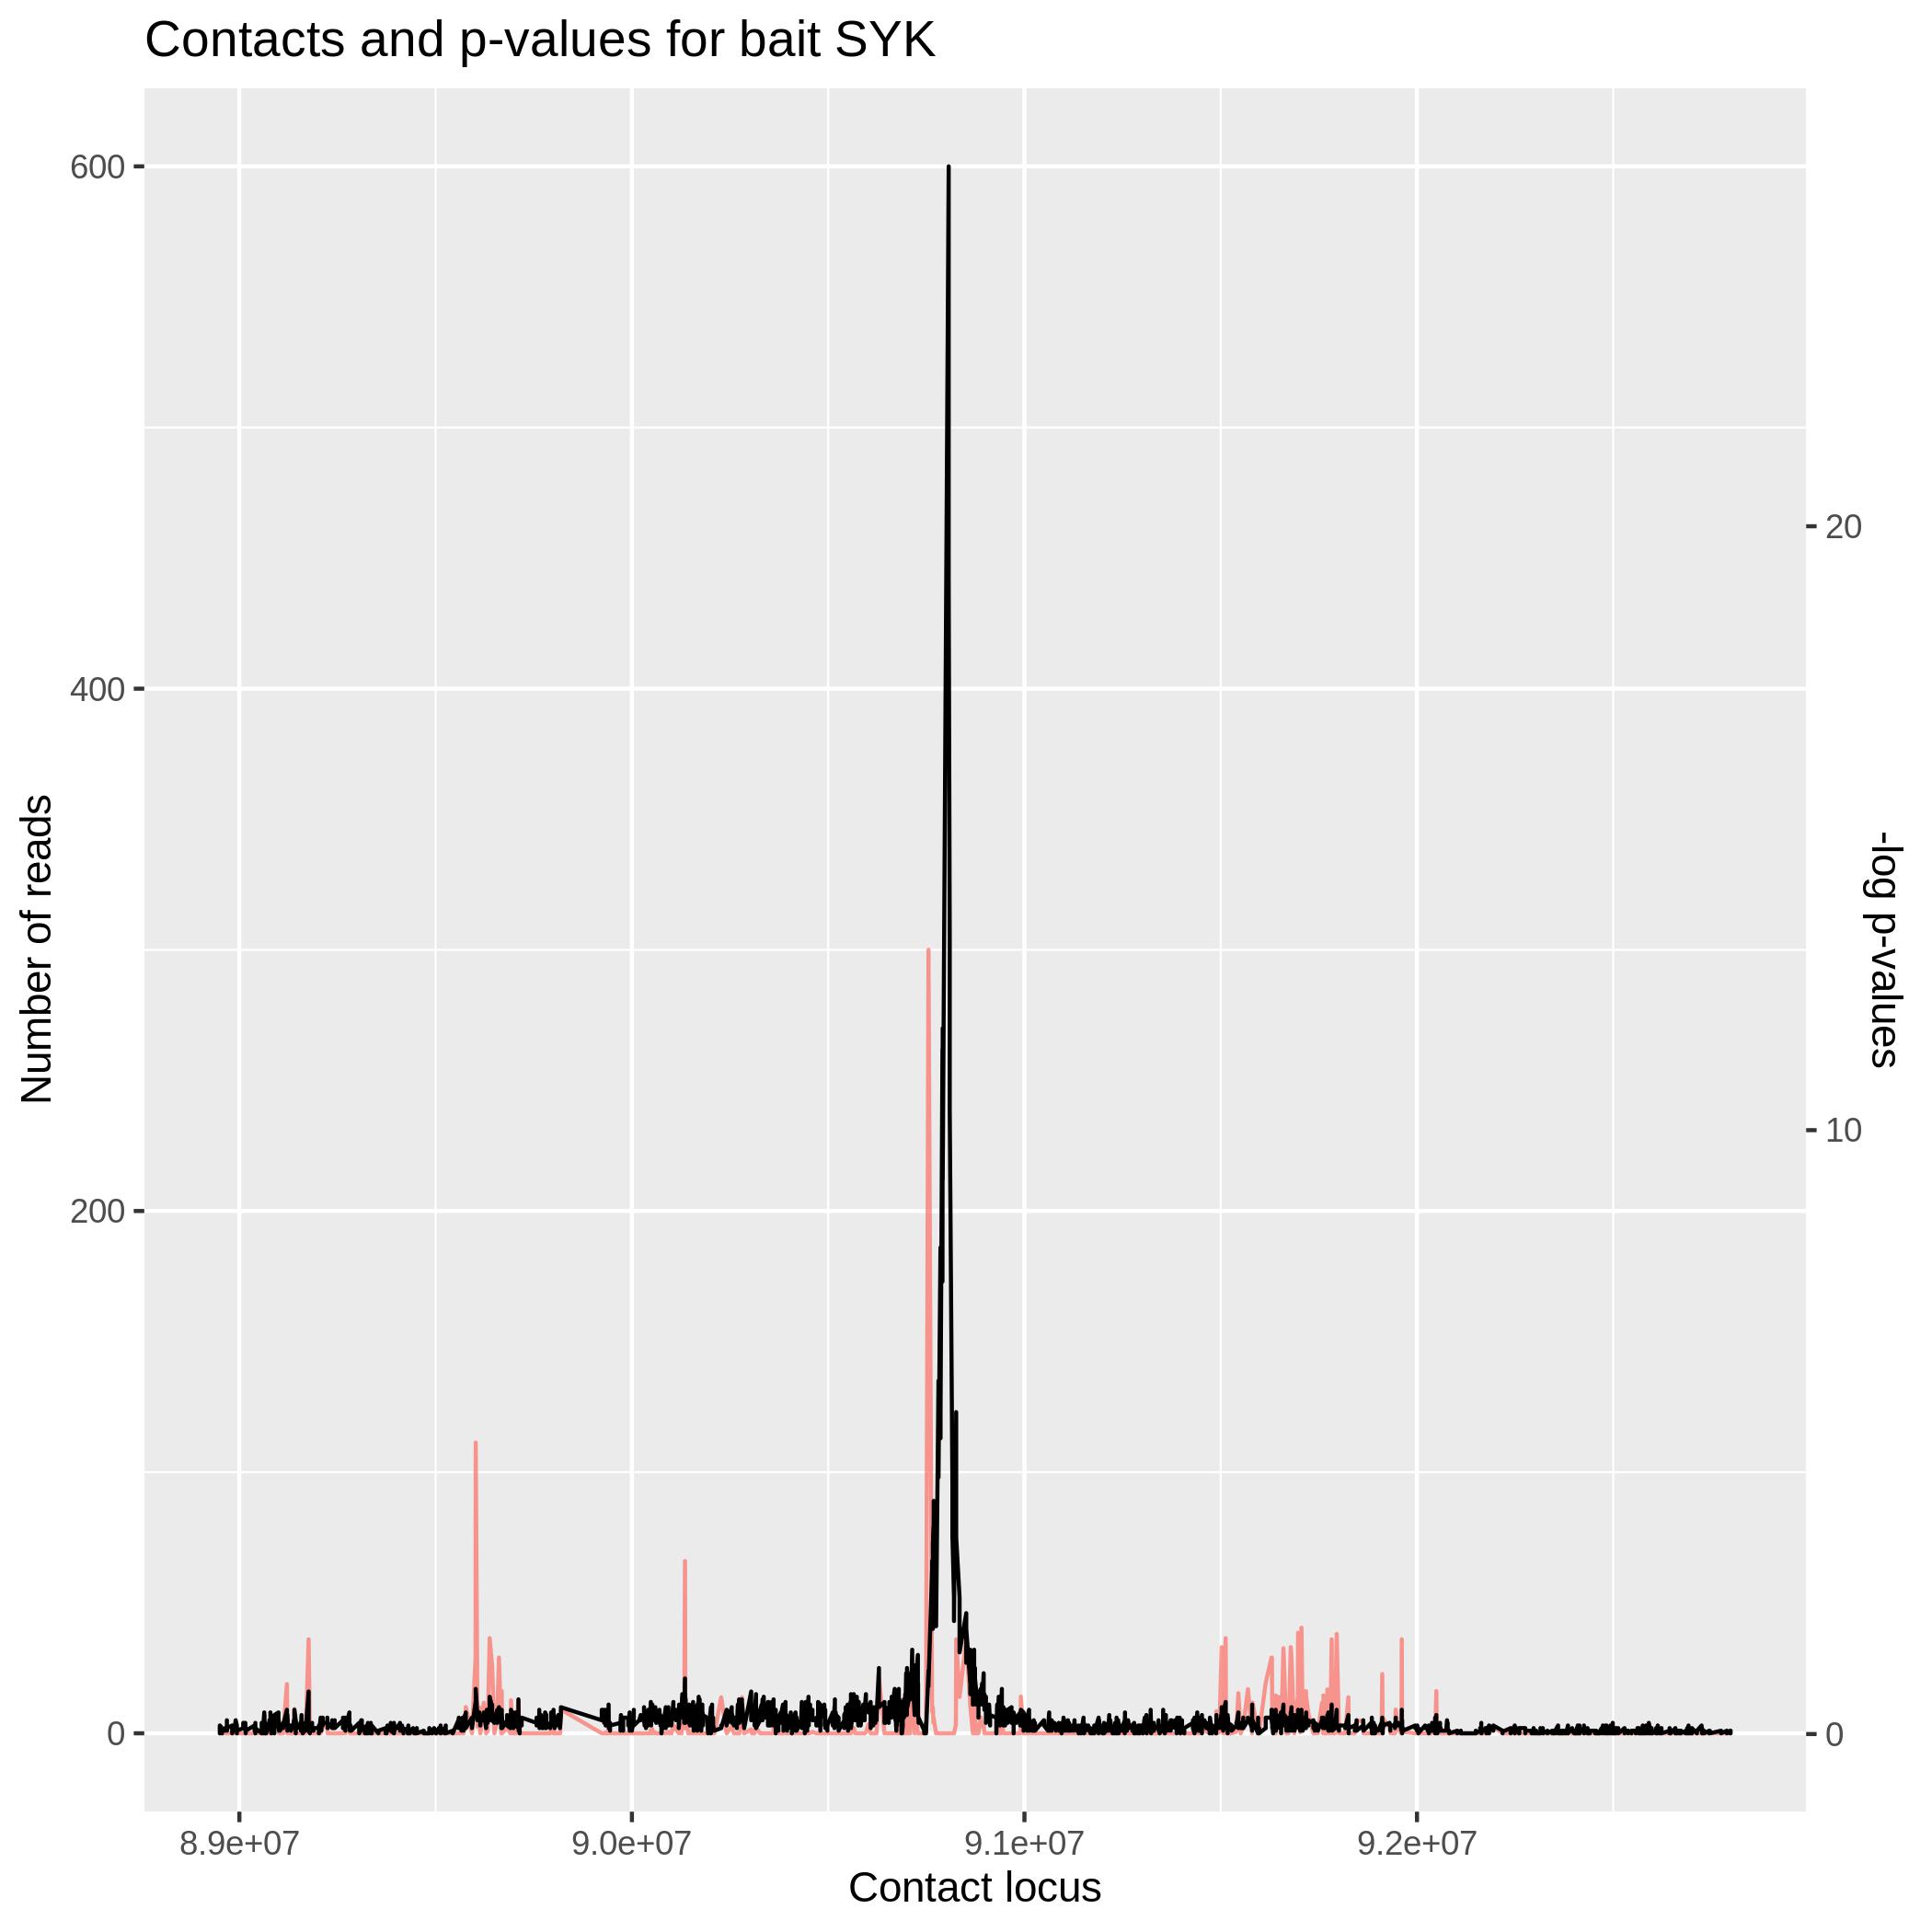 Contacts and p-values for bait SYK
600
400
200
0
Number of reads
20
10
0
-log p-values
8.9e+07
9.0e+07
9.1e+07
9.2e+07
Contact locus